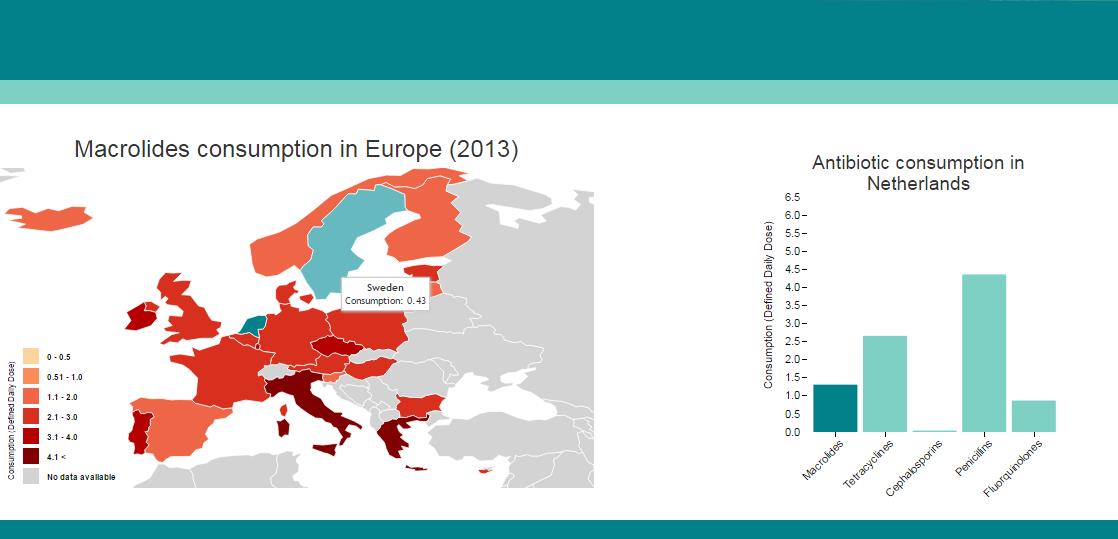 Macrolides consumption in Europe (2013)
Sweden
Consumption: 0.43
Consumption (Defined Daily Dose)
0 - 0.5
0.51 - 1.0
1.1 - 2.0
2.1 - 3.0
3.1 - 4.0
4.1 <
No data available
Antibiotic consumption in
Netherlands
Consumption (Defined Daily Dose)
6.5
6.0
5.5
5.0
4.5
4.0
3.5
3.0
2.5
2.0
1.5
1.0
0.5
0.0
Macrolides
Tetracyclines
Cephalosporins
Penicillins
Fluorquinolones